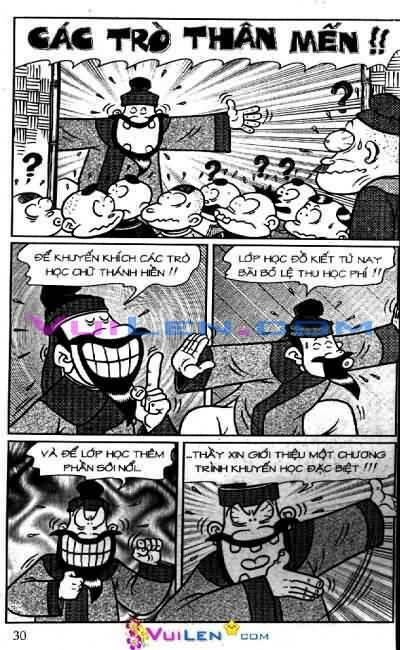 CÁC TRÒ THÂN MẾN !!
?
?
?
?
?
?
ĐỂ KHUYẾN KHÍCH CÁC TRÒ
HỌC CHỮ THÁNH HIỀN !!
LỚP HỌC ĐỒ KIẾT TỪ NAY
BÃI BỎ LỆ THU HỌC PHÍ !
VUILEN.COM
VÀ ĐỂ LỚP HỌC THÊM
PHẦN SÔI NỔI..
...THẦY XIN GIỚI THIỆU MỘT CHƯƠNG
TRÌNH KHUYẾN HỌC ĐẶC BIỆT !!!
30
VUILEN.COM